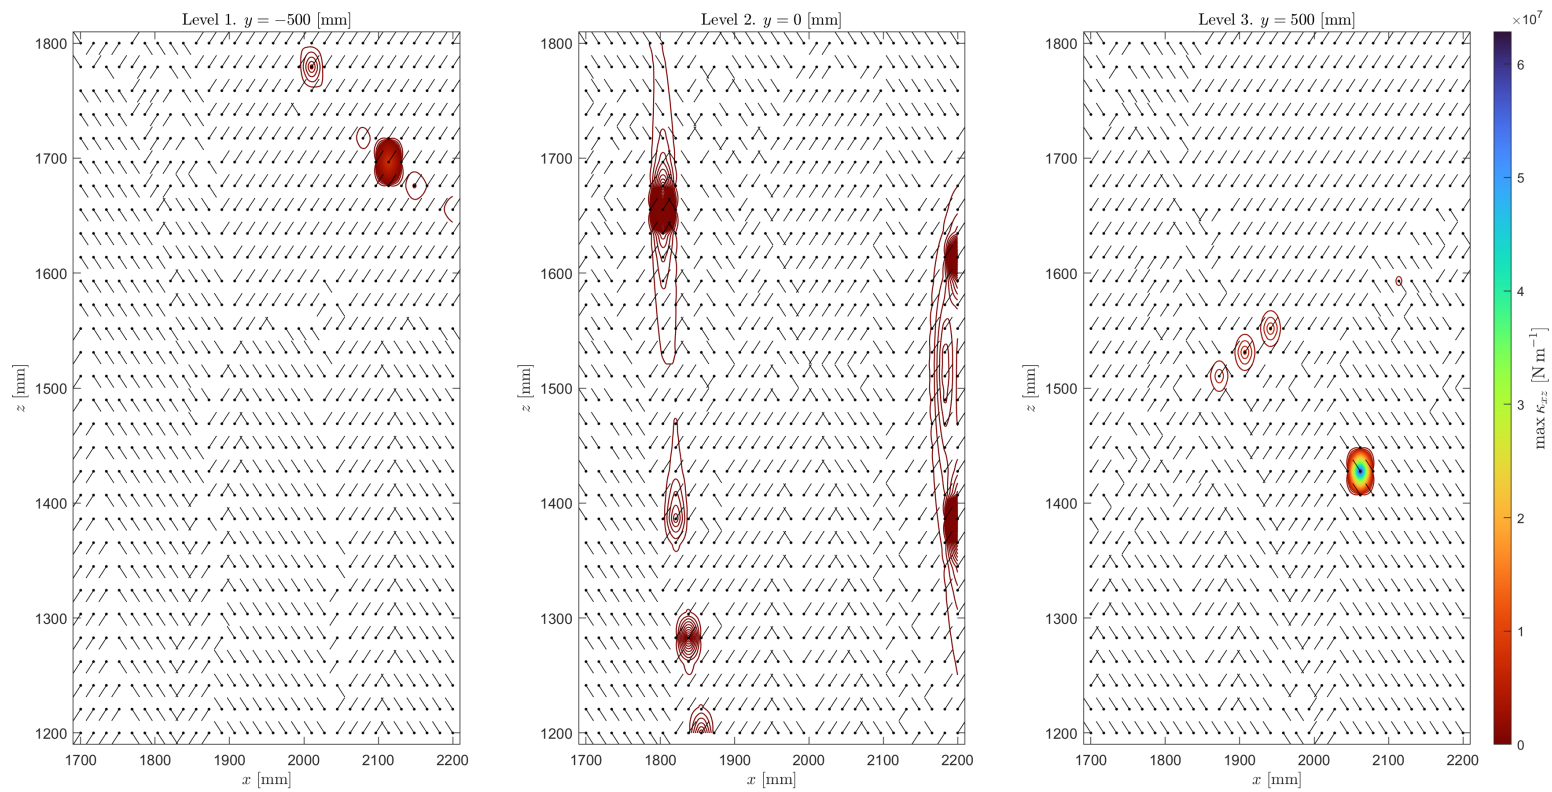 Level 1. y = −500 [mm]
1800
1700
1600
1500
1400
1300
1200
z [mm]
1700 1800 1900 2000 2100 2200
x [mm]
Level 2. y = 0 [mm]
1800
1700
1600
1500
1400
1300
1200
z [mm]
1700 1800 1900 2000 2100 2200
x [mm]
Level 3. y = 500 [mm]
1800
1700
1600
1500
1400
1300
1200
z [mm]
1700 1800 1900 2000 2100 2200
x [mm]
×10⁷
6
5
4
3
2
1
0
max κxz [N m⁻¹]